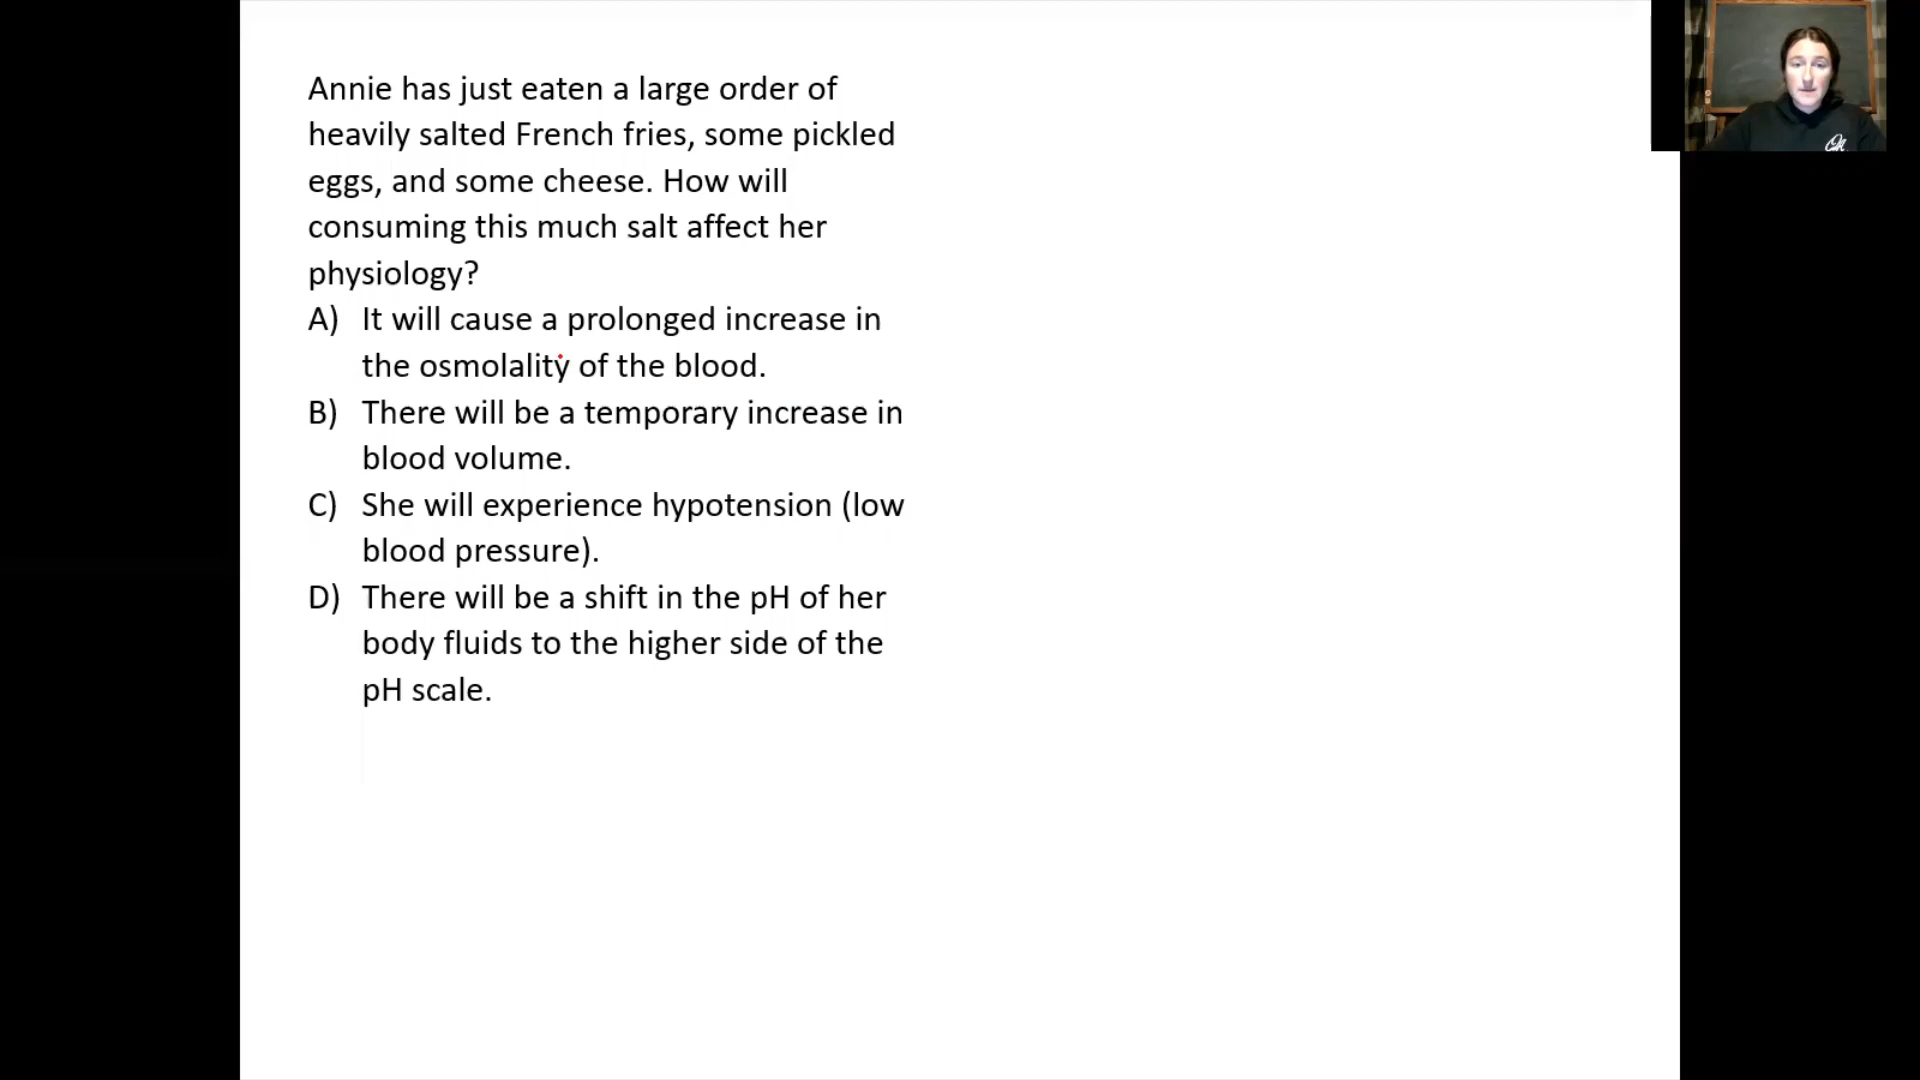 Annie has just eaten a large order of
heavily salted French fries, some pickled
eggs, and some cheese. How will
consuming this much salt affect her
physiology?
A) It will cause a prolonged increase in
the osmolality of the blood.
B) There will be a temporary increase in
blood volume.
C) She will experience hypotension (low
blood pressure).
D) There will be a shift in the pH of her
body fluids to the higher side of the
pH scale.